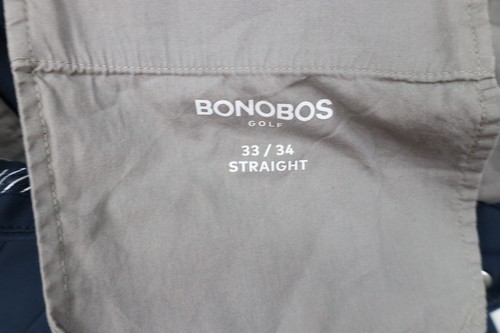 BONOBOS
GOLF
33 / 34
STRAIGHT